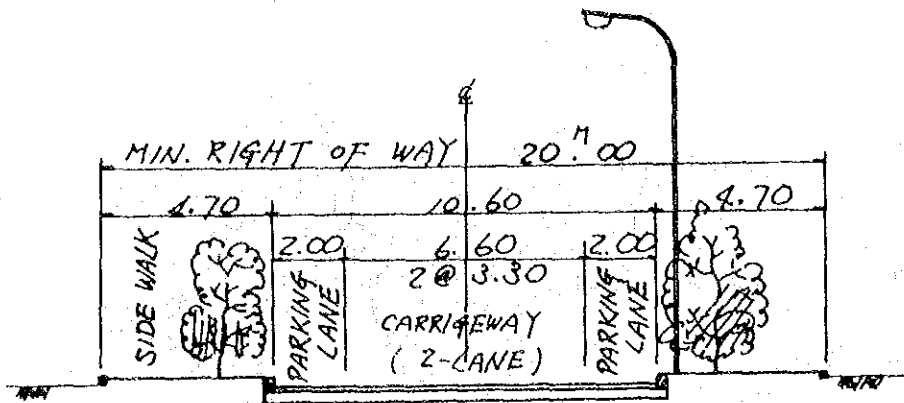 ℄
MIN. RIGHT OF WAY 20.ᴹ00
4.70 10.60 4.70
2.00 6.60 2.00
2 @ 3.30
SIDE WALK
PARKING
LANE
CARRIGEWAY
( 2-LANE )
PARKING
LANE